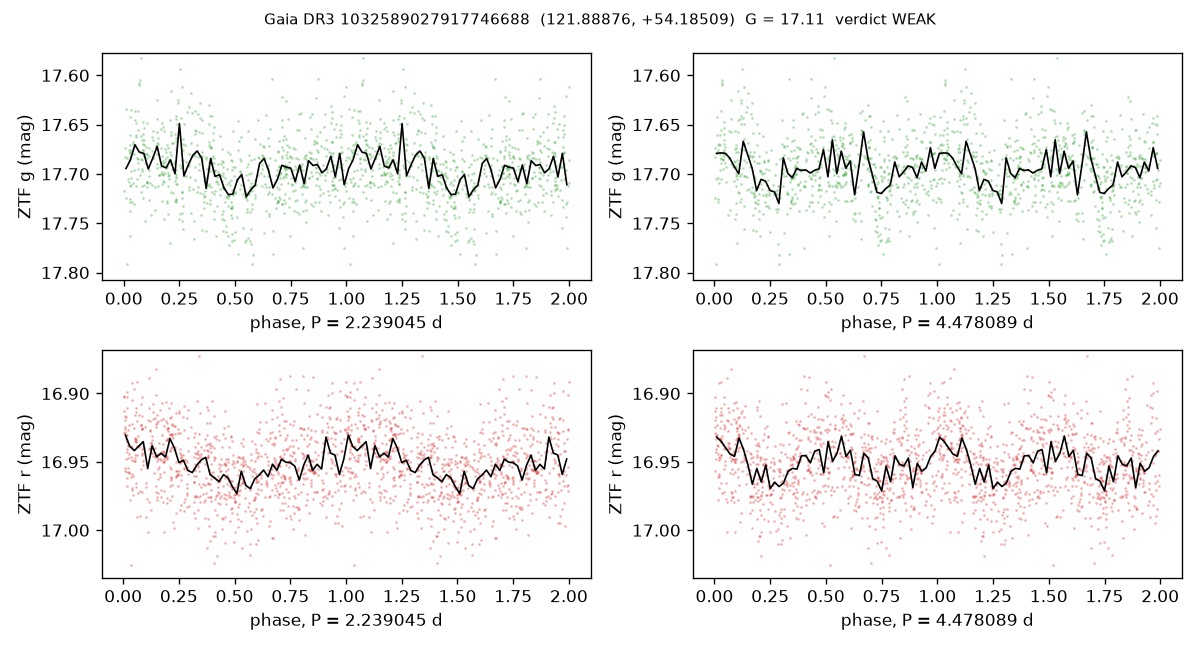 Gaia DR3 1032589027917746688  (121.88876, +54.18509)  G = 17.11  verdict WEAK
ZTF g (mag)
17.60
17.65
17.70
17.75
17.80
0.00 0.25 0.50 0.75 1.00 1.25 1.50 1.75 2.00
phase, P = 2.239045 d
ZTF g (mag)
17.60
17.65
17.70
17.75
17.80
0.00 0.25 0.50 0.75 1.00 1.25 1.50 1.75 2.00
phase, P = 4.478089 d
ZTF r (mag)
16.90
16.95
17.00
0.00 0.25 0.50 0.75 1.00 1.25 1.50 1.75 2.00
phase, P = 2.239045 d
ZTF r (mag)
16.90
16.95
17.00
0.00 0.25 0.50 0.75 1.00 1.25 1.50 1.75 2.00
phase, P = 4.478089 d